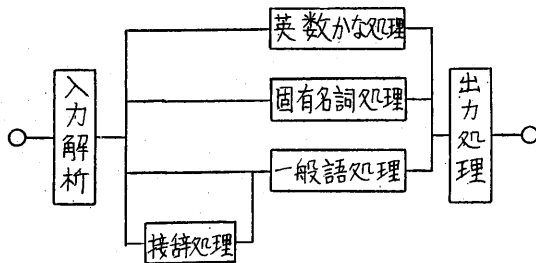 英数かな処理
入力解析
固有名詞処理
出力処理
一般語処理
接辞処理